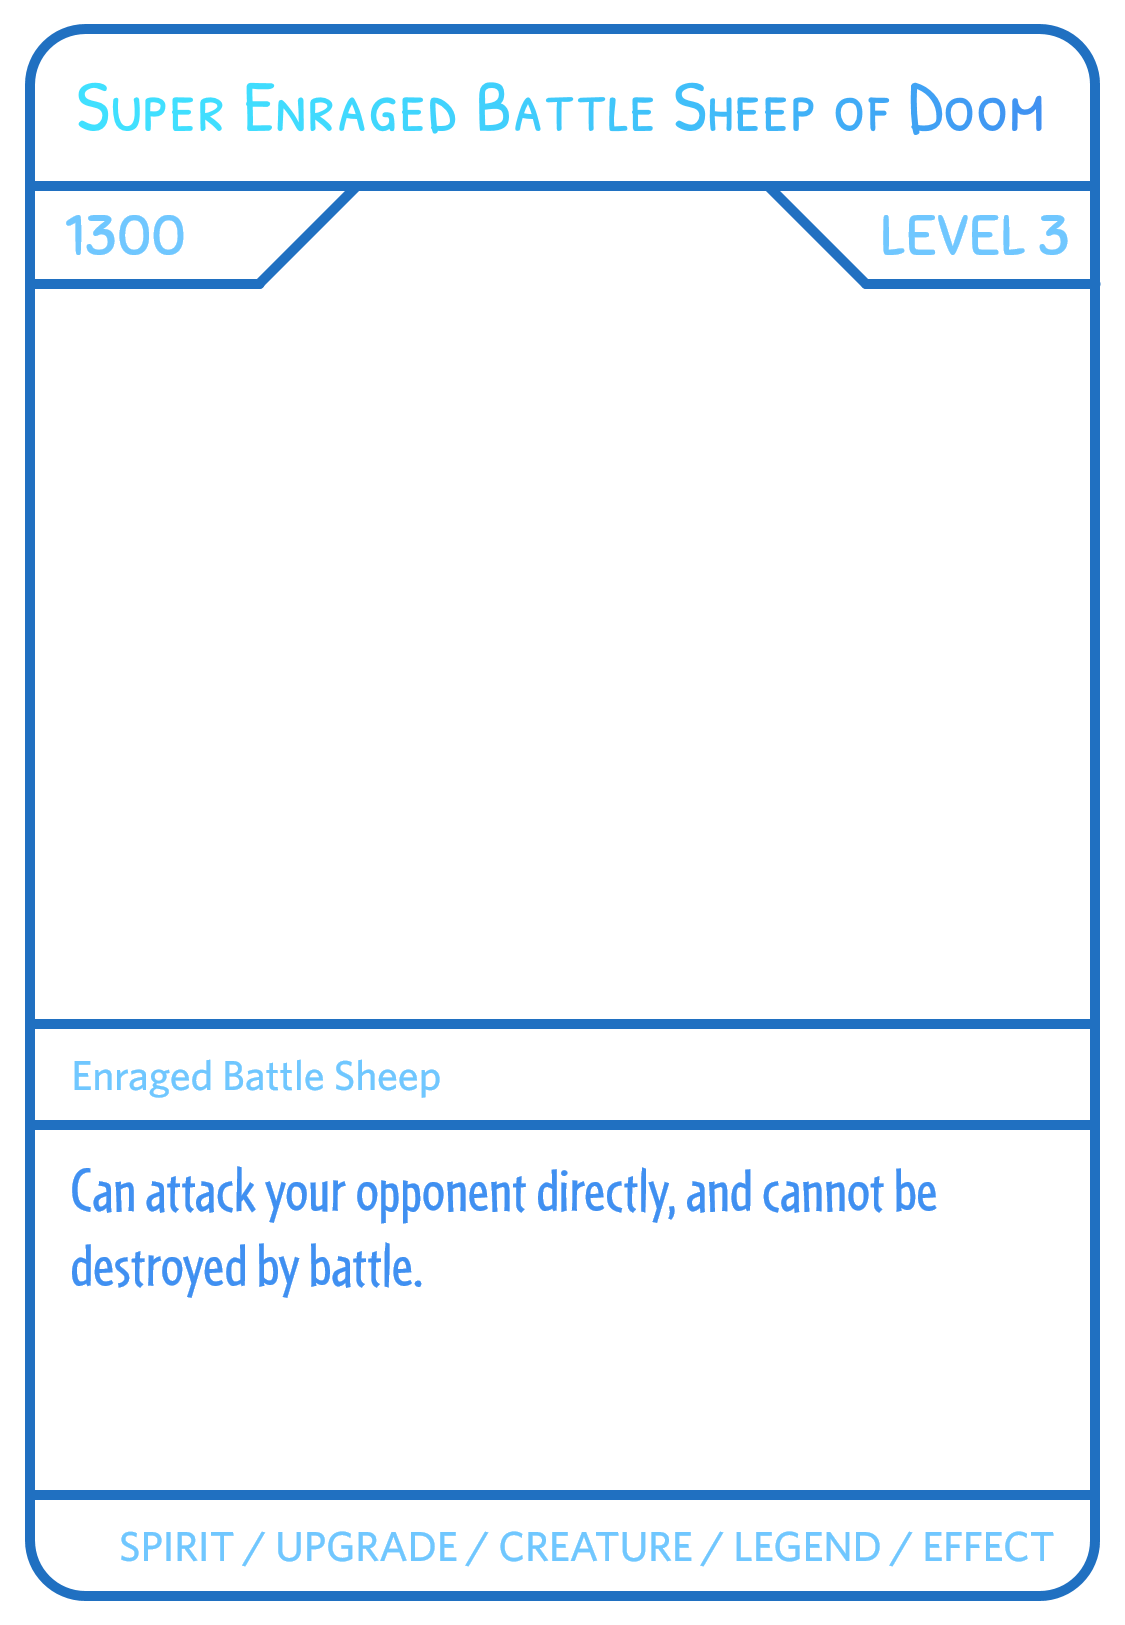 Super Enraged Battle Sheep of Doom
1300
LEVEL 3
Enraged Battle Sheep
Can attack your opponent directly, and cannot be
destroyed by battle.
SPIRIT / UPGRADE / CREATURE / LEGEND / EFFECT